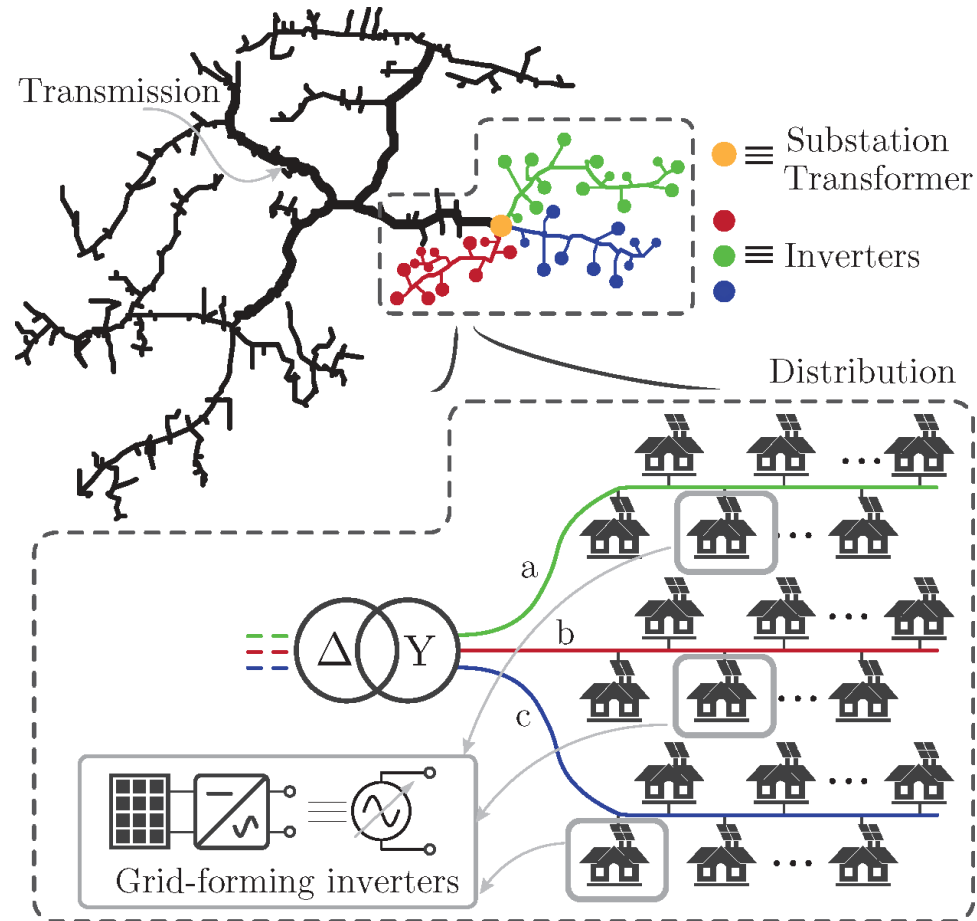 Transmission
≡ Substation
Transformer
≡ Inverters
Distribution
a
b
c
Δ Y
Grid-forming inverters